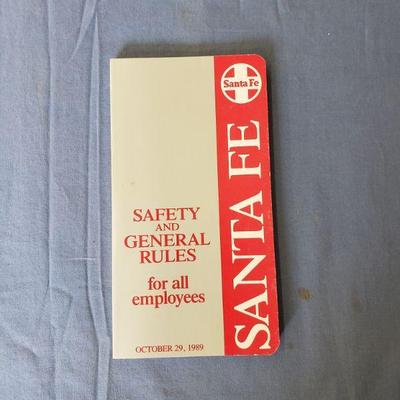 Santa Fe
SANTA FE
SAFETY
AND
GENERAL
RULES
for all
employees
OCTOBER 29, 1989